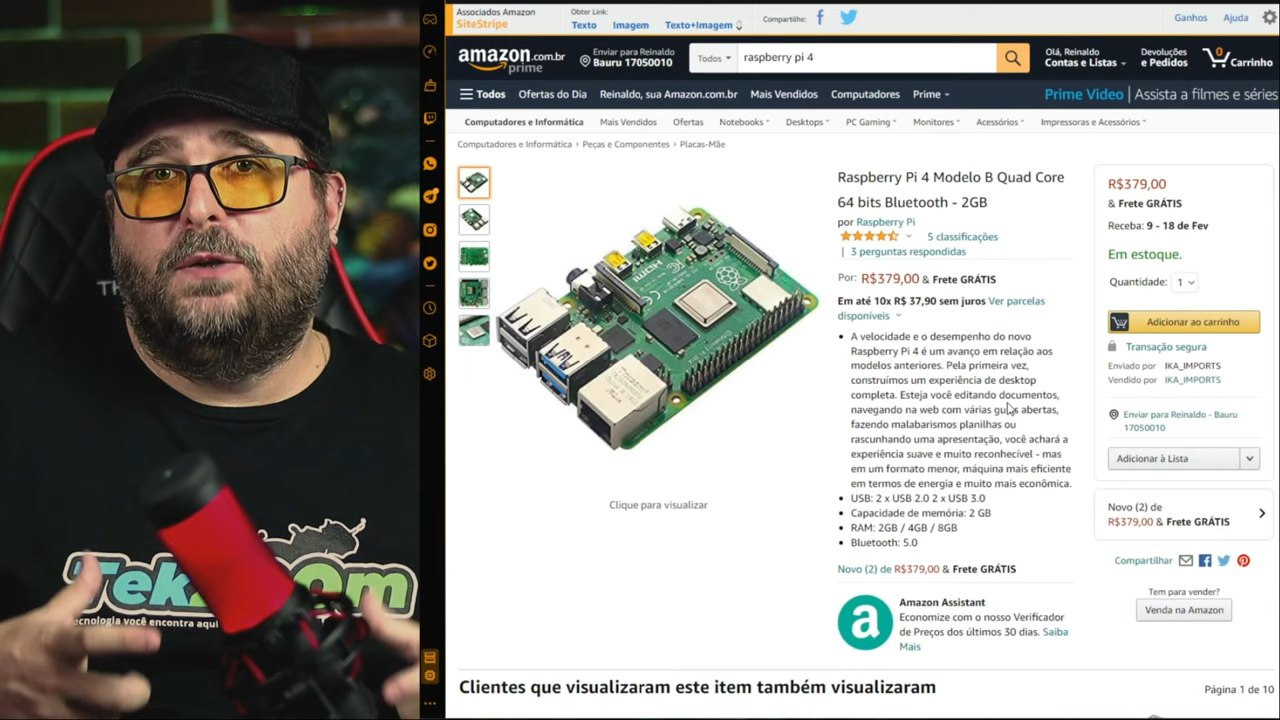 Associados Amazon
SiteStripe
Obter Link:
Texto Imagem Texto+Imagem
Compartilhe:
Ganhos Ajuda
amazon.com.br
prime
Enviar para Reinaldo
Bauru 17050010
Todos
raspberry pi 4
Olá, Reinaldo
Contas e Listas
Devoluções
e Pedidos
0
Carrinho
Todos Ofertas do Dia Reinaldo, sua Amazon.com.br Mais Vendidos Computadores Prime
Prime Video | Assista a filmes e séries
Computadores e Informática Mais Vendidos Ofertas Notebooks Desktops PC Gaming Monitores Acessórios Impressoras e Acessórios
Computadores e Informática › Peças e Componentes › Placas-Mãe
Raspberry Pi 4 Modelo B Quad Core
64 bits Bluetooth - 2GB
por Raspberry Pi
5 classificações
| 3 perguntas respondidas
Por: R$379,00 & Frete GRÁTIS
Em até 10x R$ 37,90 sem juros Ver parcelas
disponíveis
A velocidade e o desempenho do novo
Raspberry Pi 4 é um avanço em relação aos
modelos anteriores. Pela primeira vez,
construímos um experiência de desktop
completa. Esteja você editando documentos,
navegando na web com várias guias abertas,
fazendo malabarismos planilhas ou
rascunhando uma apresentação, você achará a
experiência suave e muito reconhecível - mas
em um formato menor, máquina mais eficiente
em termos de energia e muito mais econômica.
USB: 2 x USB 2.0 2 x USB 3.0
Capacidade de memória: 2 GB
RAM: 2GB / 4GB / 8GB
Bluetooth: 5.0
Novo (2) de R$379,00 & Frete GRÁTIS
Clique para visualizar
HDMI
a
Amazon Assistant
Economize com o nosso Verificador
de Preços dos últimos 30 dias. Saiba
Mais
R$379,00
& Frete GRÁTIS
Receba: 9 - 18 de Fev
Em estoque.
Quantidade: 1
Adicionar ao carrinho
Transação segura
Enviado por IKA_IMPORTS
Vendido por IKA_IMPORTS
Enviar para Reinaldo - Bauru
17050010
Adicionar à Lista
Novo (2) de
R$379,00 & Frete GRÁTIS
Compartilhar
Tem para vender?
Venda na Amazon
Clientes que visualizaram este item também visualizaram
Página 1 de 10
ecnologia você encontra aqui